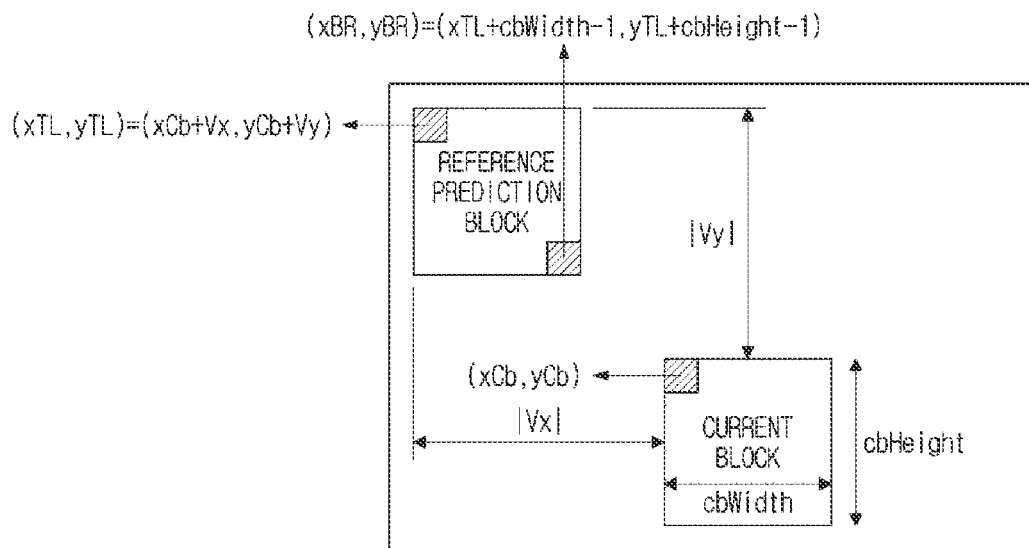 (xBR,yBR)=(xTL+cbWidth-1,yTL+cbHeight-1)
(xTL,yTL)=(xCb+Vx,yCb+Vy)
REFERENCE
PREDICTION
BLOCK
|Vy|
(xCb,yCb)
|Vx|
CURRENT
BLOCK
cbHeight
cbWidth